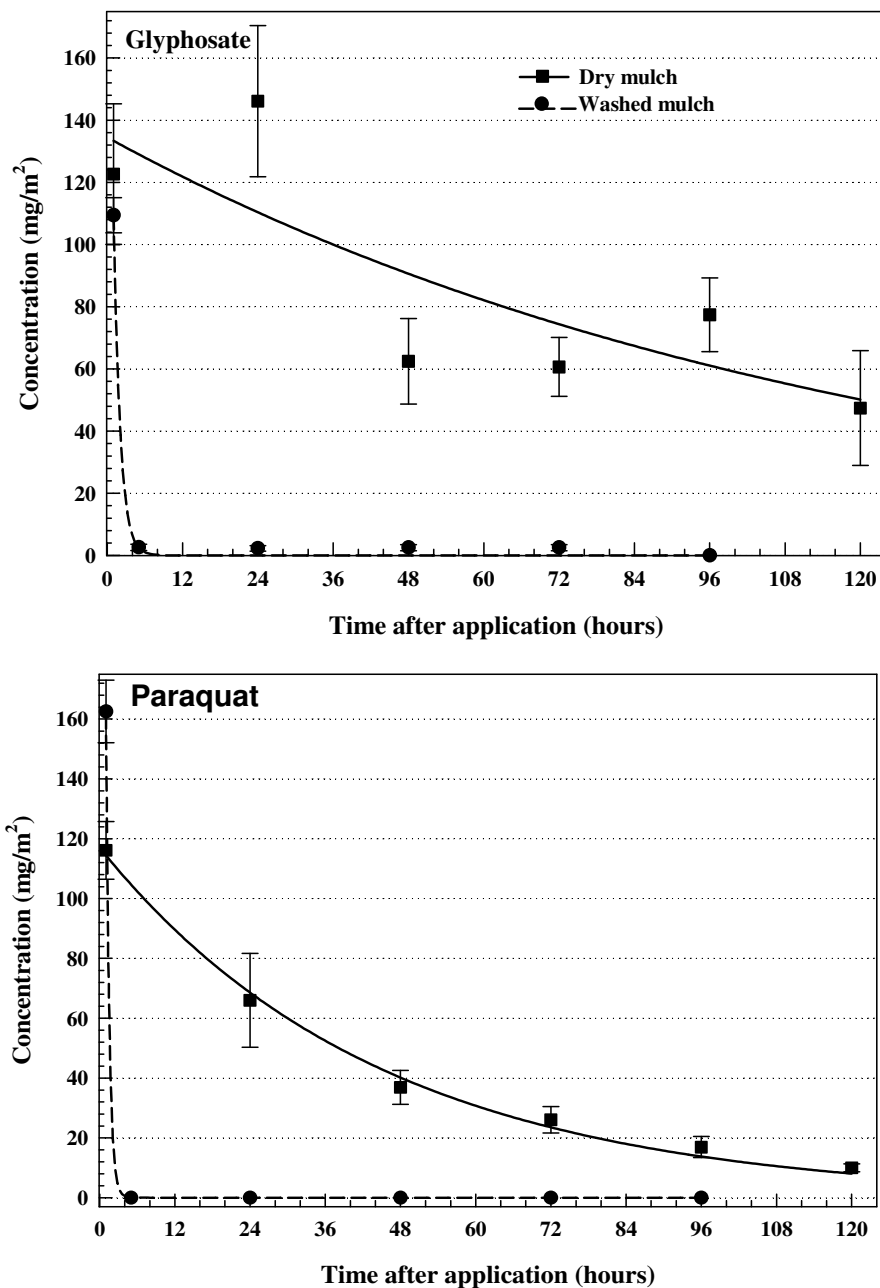 Glyphosate
Dry mulch
Washed mulch
160
140
120
100
80
60
40
20
0
Concentration (mg/m²)
0 12 24 36 48 60 72 84 96 108 120
Time after application (hours)
Paraquat
160
140
120
100
80
60
40
20
0
Concentration (mg/m²)
0 12 24 36 48 60 72 84 96 108 120
Time after application (hours)